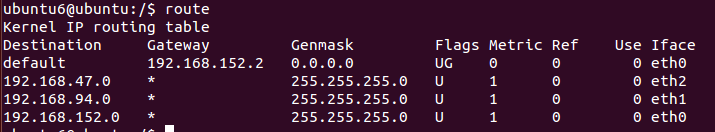 ubuntu6@ubuntu:/$ route
Kernel IP routing table
Destination     Gateway         Genmask         Flags Metric Ref    Use Iface
default         192.168.152.2   0.0.0.0         UG    0      0        0 eth0
192.168.47.0    *               255.255.255.0   U     1      0        0 eth2
192.168.94.0    *               255.255.255.0   U     1      0        0 eth1
192.168.152.0   *               255.255.255.0   U     1      0        0 eth0
ubuntu6@ubuntu:/$